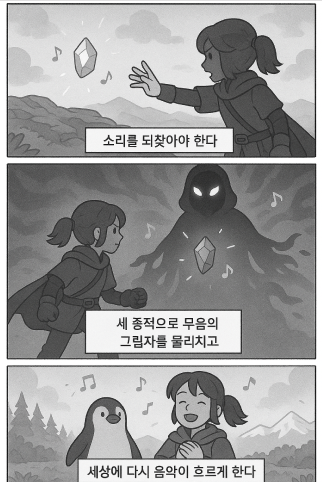 소리를 되찾아야 한다
세 종적으로 무음의
그림자를 물리치고
세상에 다시 음악이 흐르게 한다